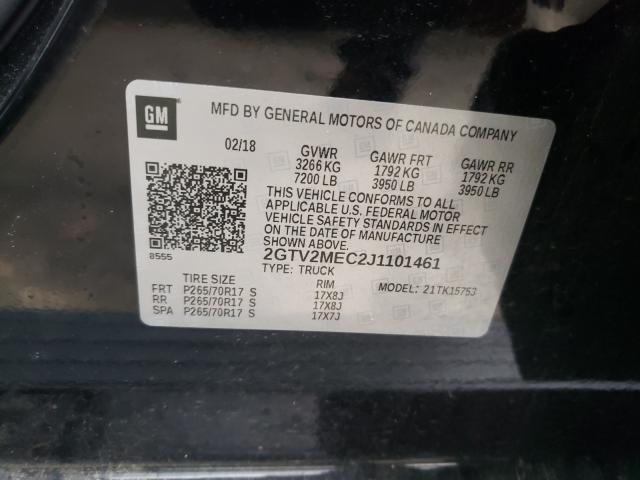 GM
MFD BY GENERAL MOTORS OF CANADA COMPANY
02/18 GVWR GAWR FRT GAWR RR
3266 KG 1792 KG 1792 KG
7200 LB 3950 LB 3950 LB
THIS VEHICLE CONFORMS TO ALL
APPLICABLE U.S. FEDERAL MOTOR
VEHICLE SAFETY STANDARDS IN EFFECT
ON THE DATE OF MANUFACTURE
SHOWN ABOVE.
8555
2GTV2MEC2J1101461
TYPE: TRUCK
TIRE SIZE RIM MODEL: 21TK15753
FRT P265/70R17 S 17X8J
RR P265/70R17 S 17X8J
SPA P265/70R17 S 17X7J